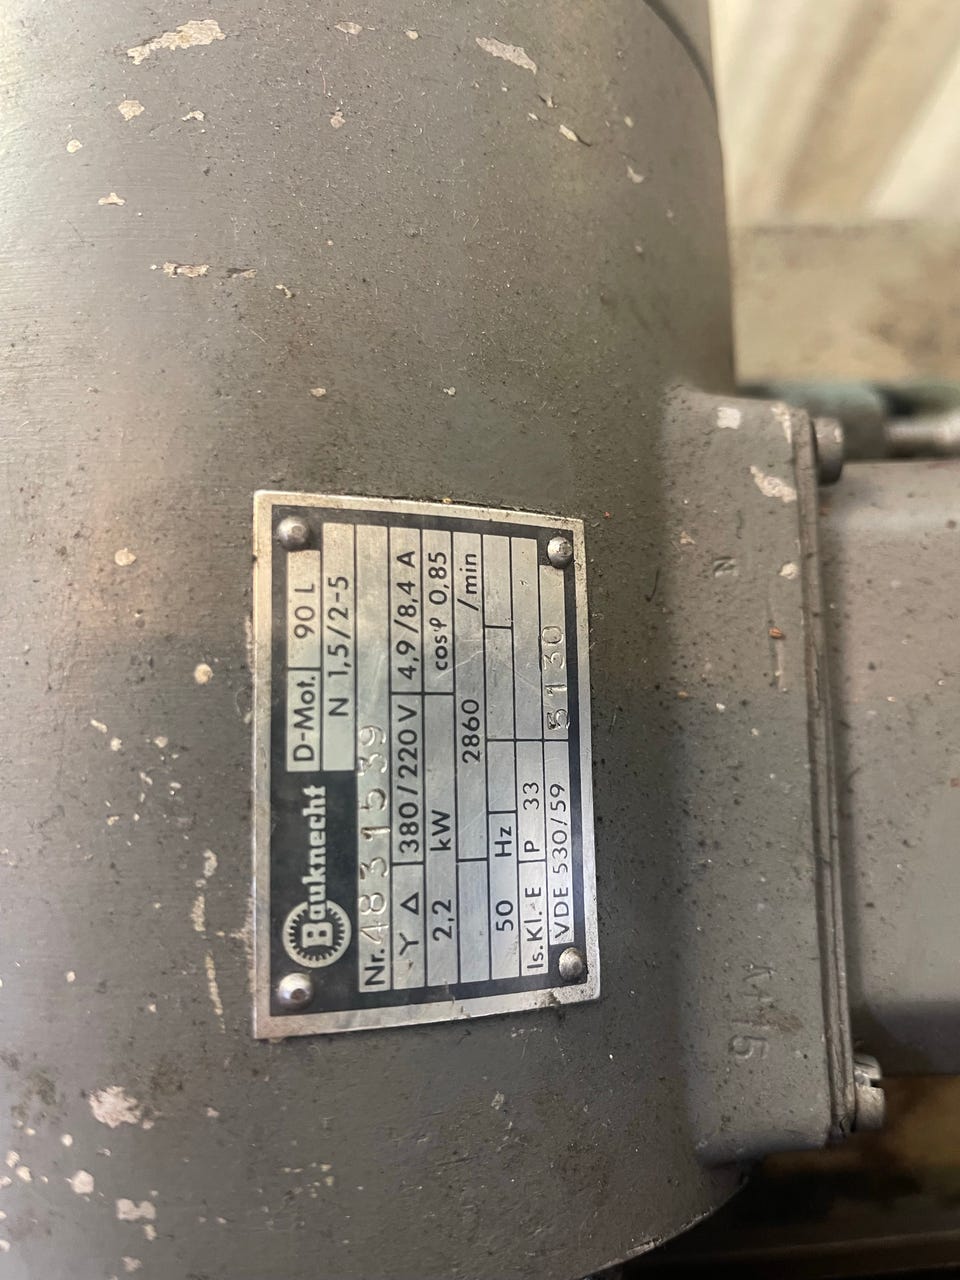 Bauknecht
D-Mot. 90 L
N 1,5/2-5
Nr. 4831539
Y Δ 380/220 V 4,9/8,4 A
2,2 kW cos φ 0,85
2860 /min
50 Hz
Is.Kl. E P 33
VDE 530/59 5130
N
M 5